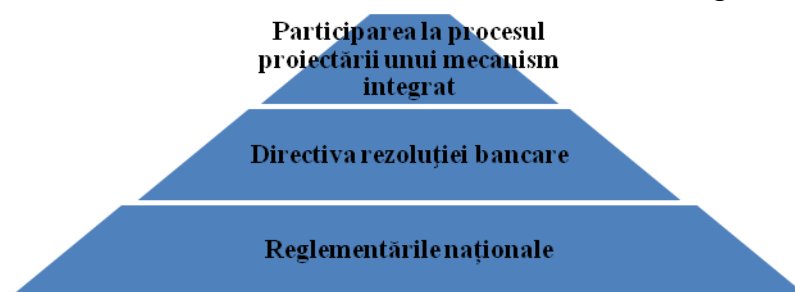 Participarea la procesul
proiectării unui mecanism
integrat
Directiva rezoluției bancare
Reglementările naționale